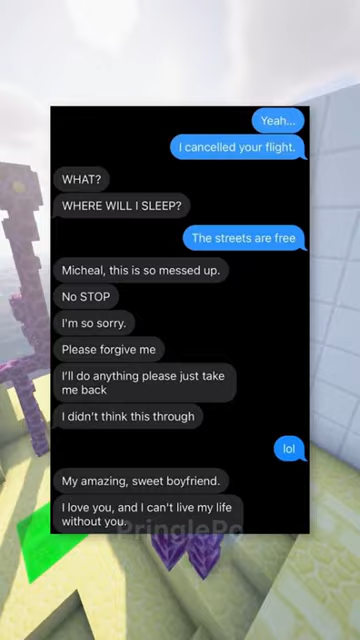 Yeah...
I cancelled your flight.
WHAT?
WHERE WILL I SLEEP?
The streets are free
Micheal, this is so messed up.
No STOP
I'm so sorry.
Please forgive me
I'll do anything please just take
me back
I didn't think this through
lol
My amazing, sweet boyfriend.
I love you, and I can't live my life
without you.
PringlePo